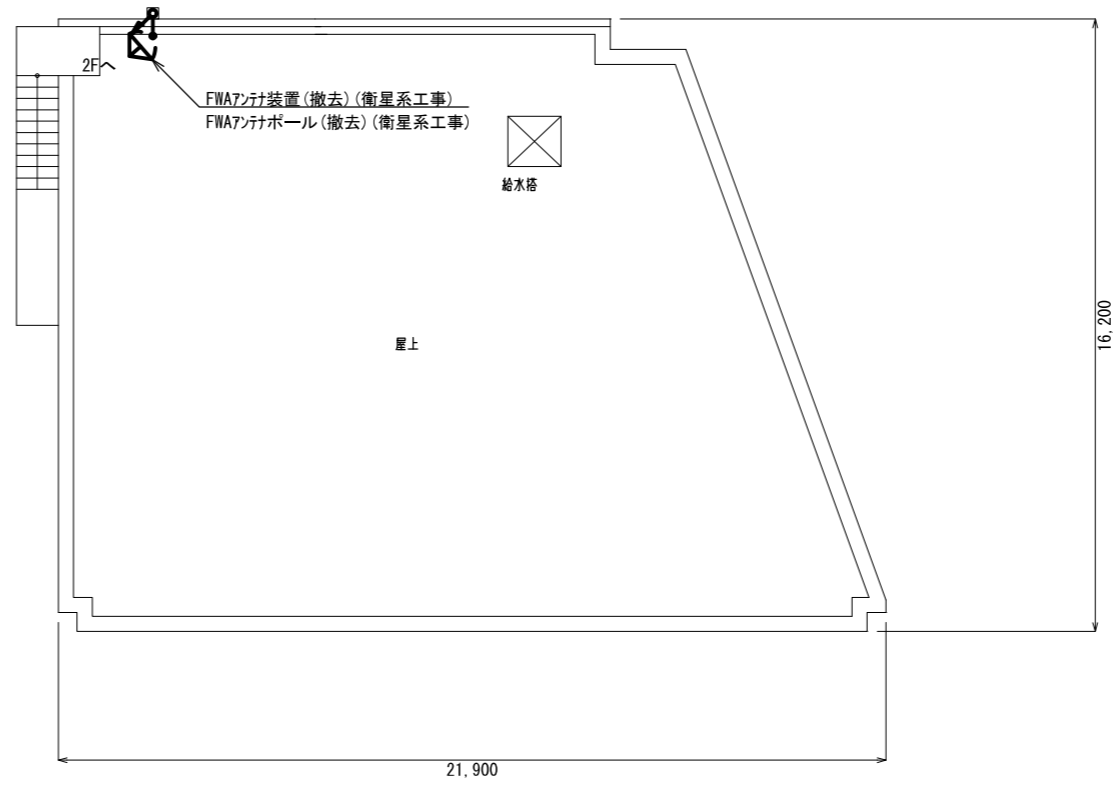 2Fへ
FWAｱﾝﾃﾅ装置(撤去)(衛星系工事)
FWAｱﾝﾃﾅポール(撤去)(衛星系工事)
給水搭
屋上
16,200
21,900